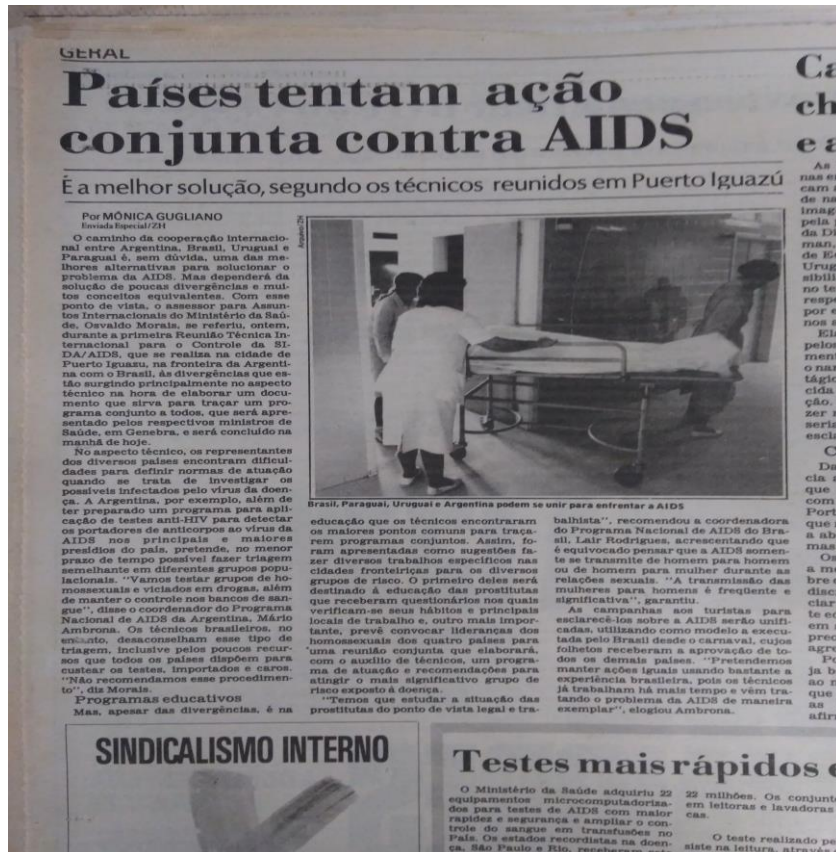 GERAL
Países tentam ação
conjunta contra AIDS
É a melhor solução, segundo os técnicos reunidos em Puerto Iguazú
Por MÔNICA GUGLIANO
Enviada Especial/ZH
O caminho da cooperação internacio-
nal entre Argentina, Brasil, Uruguai e
Paraguai é, sem dúvida, uma das me-
lhores alternativas para solucionar o
problema da AIDS. Mas dependerá da
solução de poucas divergências e mui-
tos conceitos equivalentes. Com esse
ponto de vista, o assessor para Assun-
tos Internacionais do Ministério da Saú-
de, Osvaldo Morais, se referiu, ontem,
durante a primeira Reunião Técnica In-
ternacional para o Controle da SI-
DA/AIDS, que se realiza na cidade de
Puerto Iguazu, na fronteira da Argenti-
na com o Brasil, às divergências que es-
tão surgindo principalmente no aspecto
técnico na hora de elaborar um docu-
mento que sirva para traçar um pro-
grama conjunto a todos, que será apre-
sentado pelos respectivos ministros de
Saúde, em Genebra, e será concluído na
manhã de hoje.
No aspecto técnico, os representantes
dos diversos países encontram dificul-
dades para definir normas de atuação
quando se trata de investigar os
possíveis infectados pelo vírus da doen-
ça. A Argentina, por exemplo, além de
ter preparado um programa para apli-
cação de testes anti-HIV para detectar
os portadores de anticorpos ao vírus da
AIDS nos principais e maiores
presídios do país, pretende, no menor
prazo de tempo possível fazer triagem
semelhante em diferentes grupos popu-
lacionais. "Vamos testar grupos de ho-
mossexuais e viciados em drogas, além
de manter o controle nos bancos de san-
gue", disse o coordenador do Programa
Nacional de AIDS da Argentina, Mário
Ambrona. Os técnicos brasileiros, no
entanto, desaconselham esse tipo de
triagem, inclusive pelos poucos recur-
sos que todos os países dispõem para
custear os testes, importados e caros.
"Não recomendamos esse procedimen-
to", diz Morais.
Programas educativos
Mas, apesar das divergências, é na
Arquivo/ZH
Brasil, Paraguai, Uruguai e Argentina podem se unir para enfrentar a AIDS
educação que os técnicos encontraram
os maiores pontos comuns para traça-
rem programas conjuntos. Assim, fo-
ram apresentadas como sugestões fa-
zer diversos trabalhos específicos nas
cidades fronteiriças para os diversos
grupos de risco. O primeiro deles será
destinado à educação das prostitutas
que receberam questionários nos quais
verificam-se seus hábitos e principais
locais de trabalho e, outro mais impor-
tante, prevê convocar lideranças dos
homossexuais dos quatro países para
uma reunião conjunta que elaborará,
com o auxílio de técnicos, um progra-
ma de atuação e recomendações para
atingir o mais significativo grupo de
risco exposto à doença.
"Temos que estudar a situação das
prostitutas do ponto de vista legal e tra-
balhista", recomendou a coordenadora
do Programa Nacional de AIDS do Bra-
sil, Lair Rodrigues, acrescentando que
é equivocado pensar que a AIDS somen-
te se transmite de homem para homem
ou de homem para mulher durante as
relações sexuais. "A transmissão das
mulheres para homens é freqüente e
significativa", garantiu.
As campanhas aos turistas para
esclarecê-los sobre a AIDS serão unifi-
cadas, utilizando como modelo a execu-
tada pelo Brasil desde o carnaval, cujos
folhetos receberam a aprovação de to-
dos os demais países. "Pretendemos
manter ações iguais usando bastante a
experiência brasileira, pois os técnicos
já trabalham há mais tempo e vêm tra-
tando o problema da AIDS de maneira
exemplar", elogiou Ambrona.
SINDICALISMO INTERNO
Testes mais rápidos
O Ministério da Saúde adquiriu 22
equipamentos microcomputadoriza-
dos para testes de AIDS com maior
rapidez e segurança e ampliar o con-
trole do sangue em transfusões no
País. Os estados recordistas na doen-
ça, São Paulo e Rio, receberam
22 milhões. Os conjunt
em leitoras e lavadoras
cas.
O teste realizado pe
siste na leitura, através